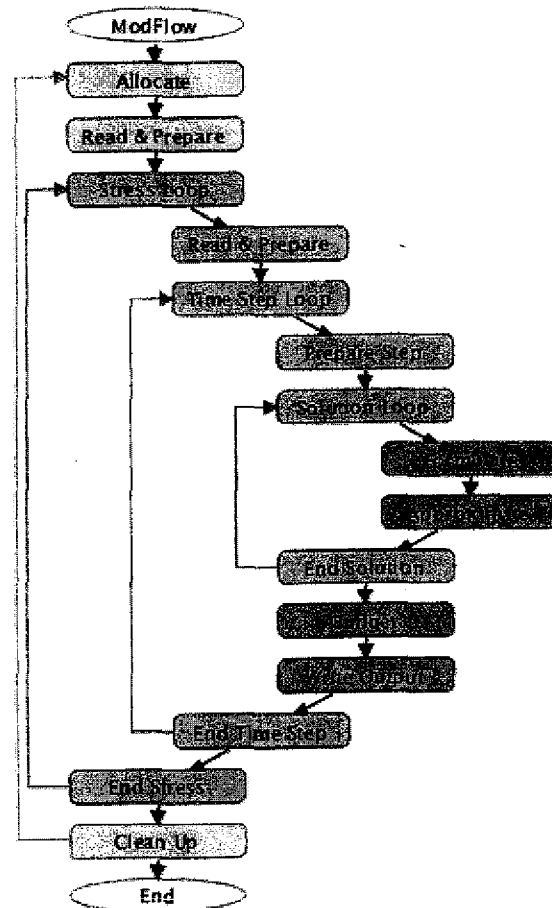 ModFlow
Allocate
Read & Prepare
Stress Loop
Read & Prepare
Time Step Loop
Prepare Step
Solution Loop
End Solution
Write Output
End Time Step
End Stress
Clean Up
End